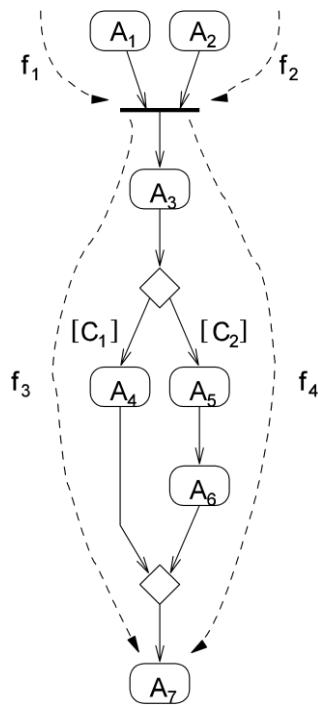 A₁ A₂
f₁ f₂
A₃
[C₁] [C₂]
f₃ A₄ A₅ f₄
A₆
A₇